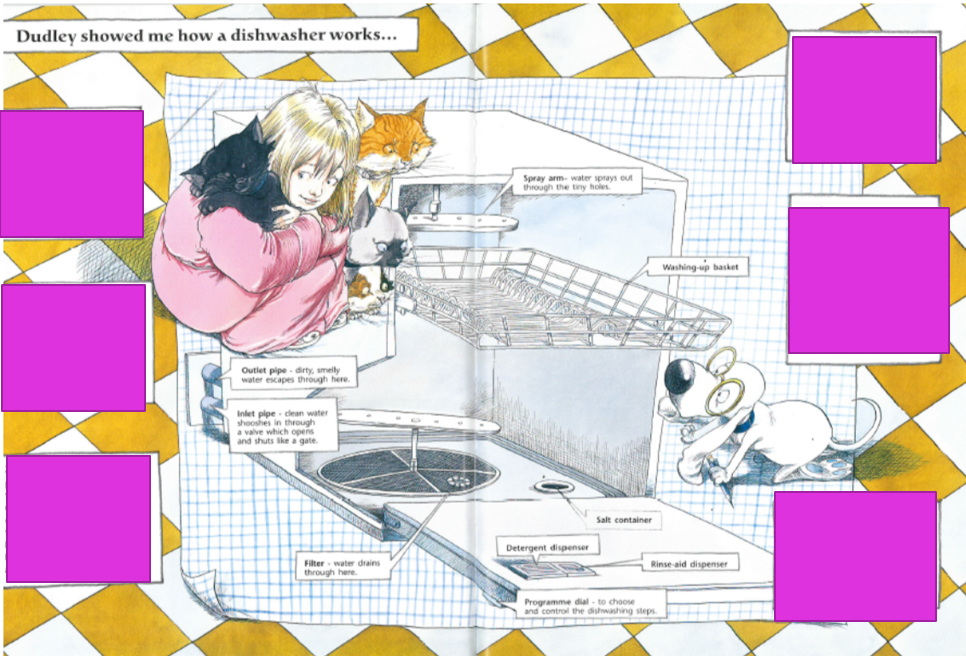 Dudley showed me how a dishwasher works...
Spray arm- water sprays out
through the tiny holes.
Washing-up basket
Outlet pipe - dirty, smelly
water escapes through here.
Inlet pipe - clean water
shooshes in through
a valve which opens
and shuts like a gate.
Salt container
Detergent dispenser
Rinse-aid dispenser
Filter - water drains
through here.
Programme dial - to choose
and control the dishwashing steps.